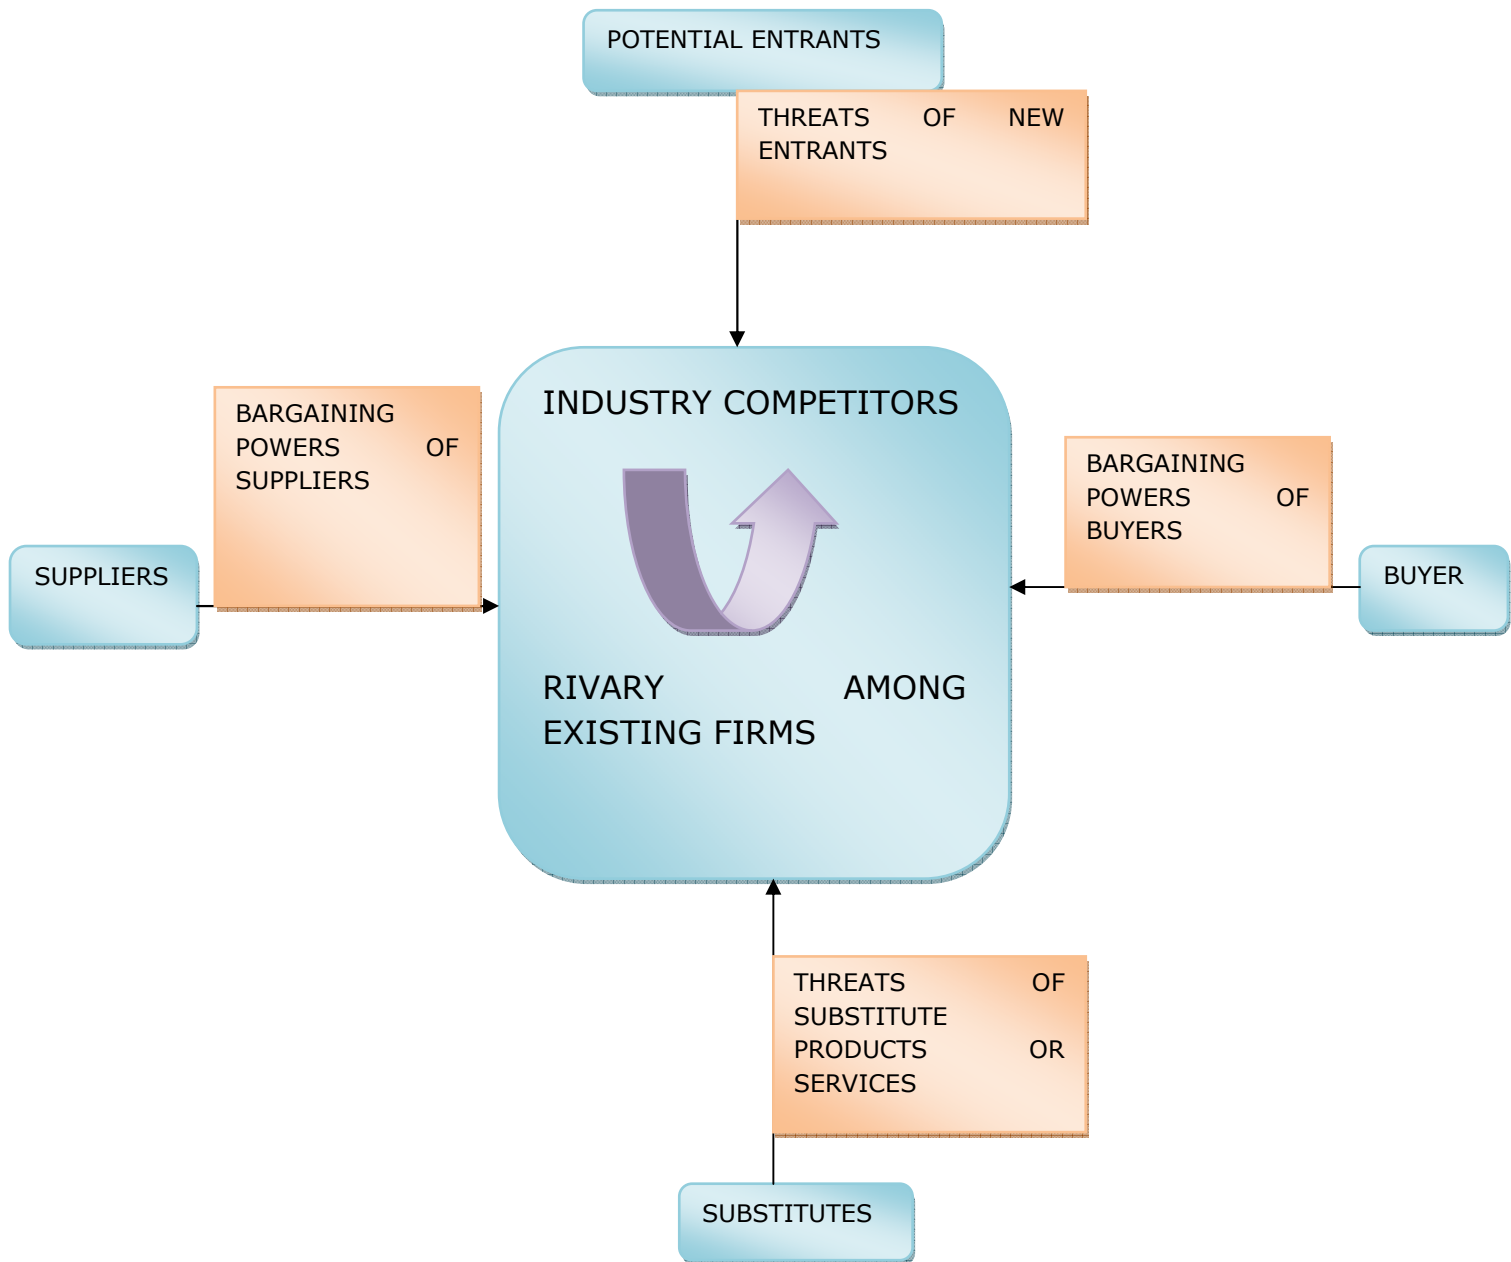 POTENTIAL ENTRANTS
THREATS OF NEW
ENTRANTS
INDUSTRY COMPETITORS
BARGAINING
POWERS OF
SUPPLIERS
BARGAINING
POWERS OF
BUYERS
SUPPLIERS
BUYER
RIVARY AMONG
EXISTING FIRMS
THREATS OF
SUBSTITUTE
PRODUCTS OR
SERVICES
SUBSTITUTES